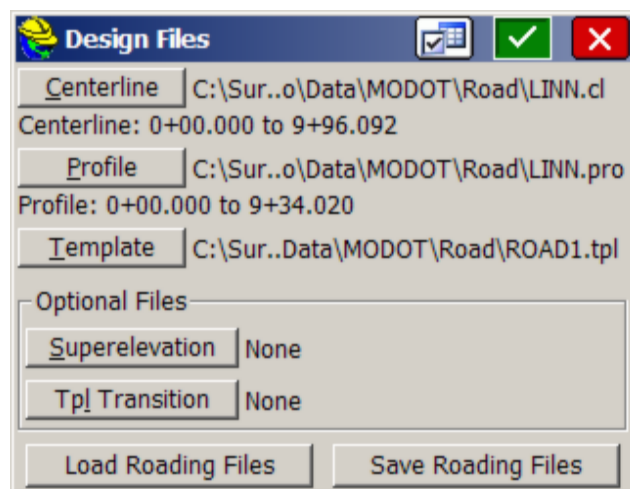 Design Files
Centerline C:\Sur..o\Data\MODOT\Road\LINN.cl
Centerline: 0+00.000 to 9+96.092
Profile C:\Sur..o\Data\MODOT\Road\LINN.pro
Profile: 0+00.000 to 9+34.020
Template C:\Sur..Data\MODOT\Road\ROAD1.tpl
Optional Files
Superelevation None
Tpl Transition None
Load Roading Files Save Roading Files